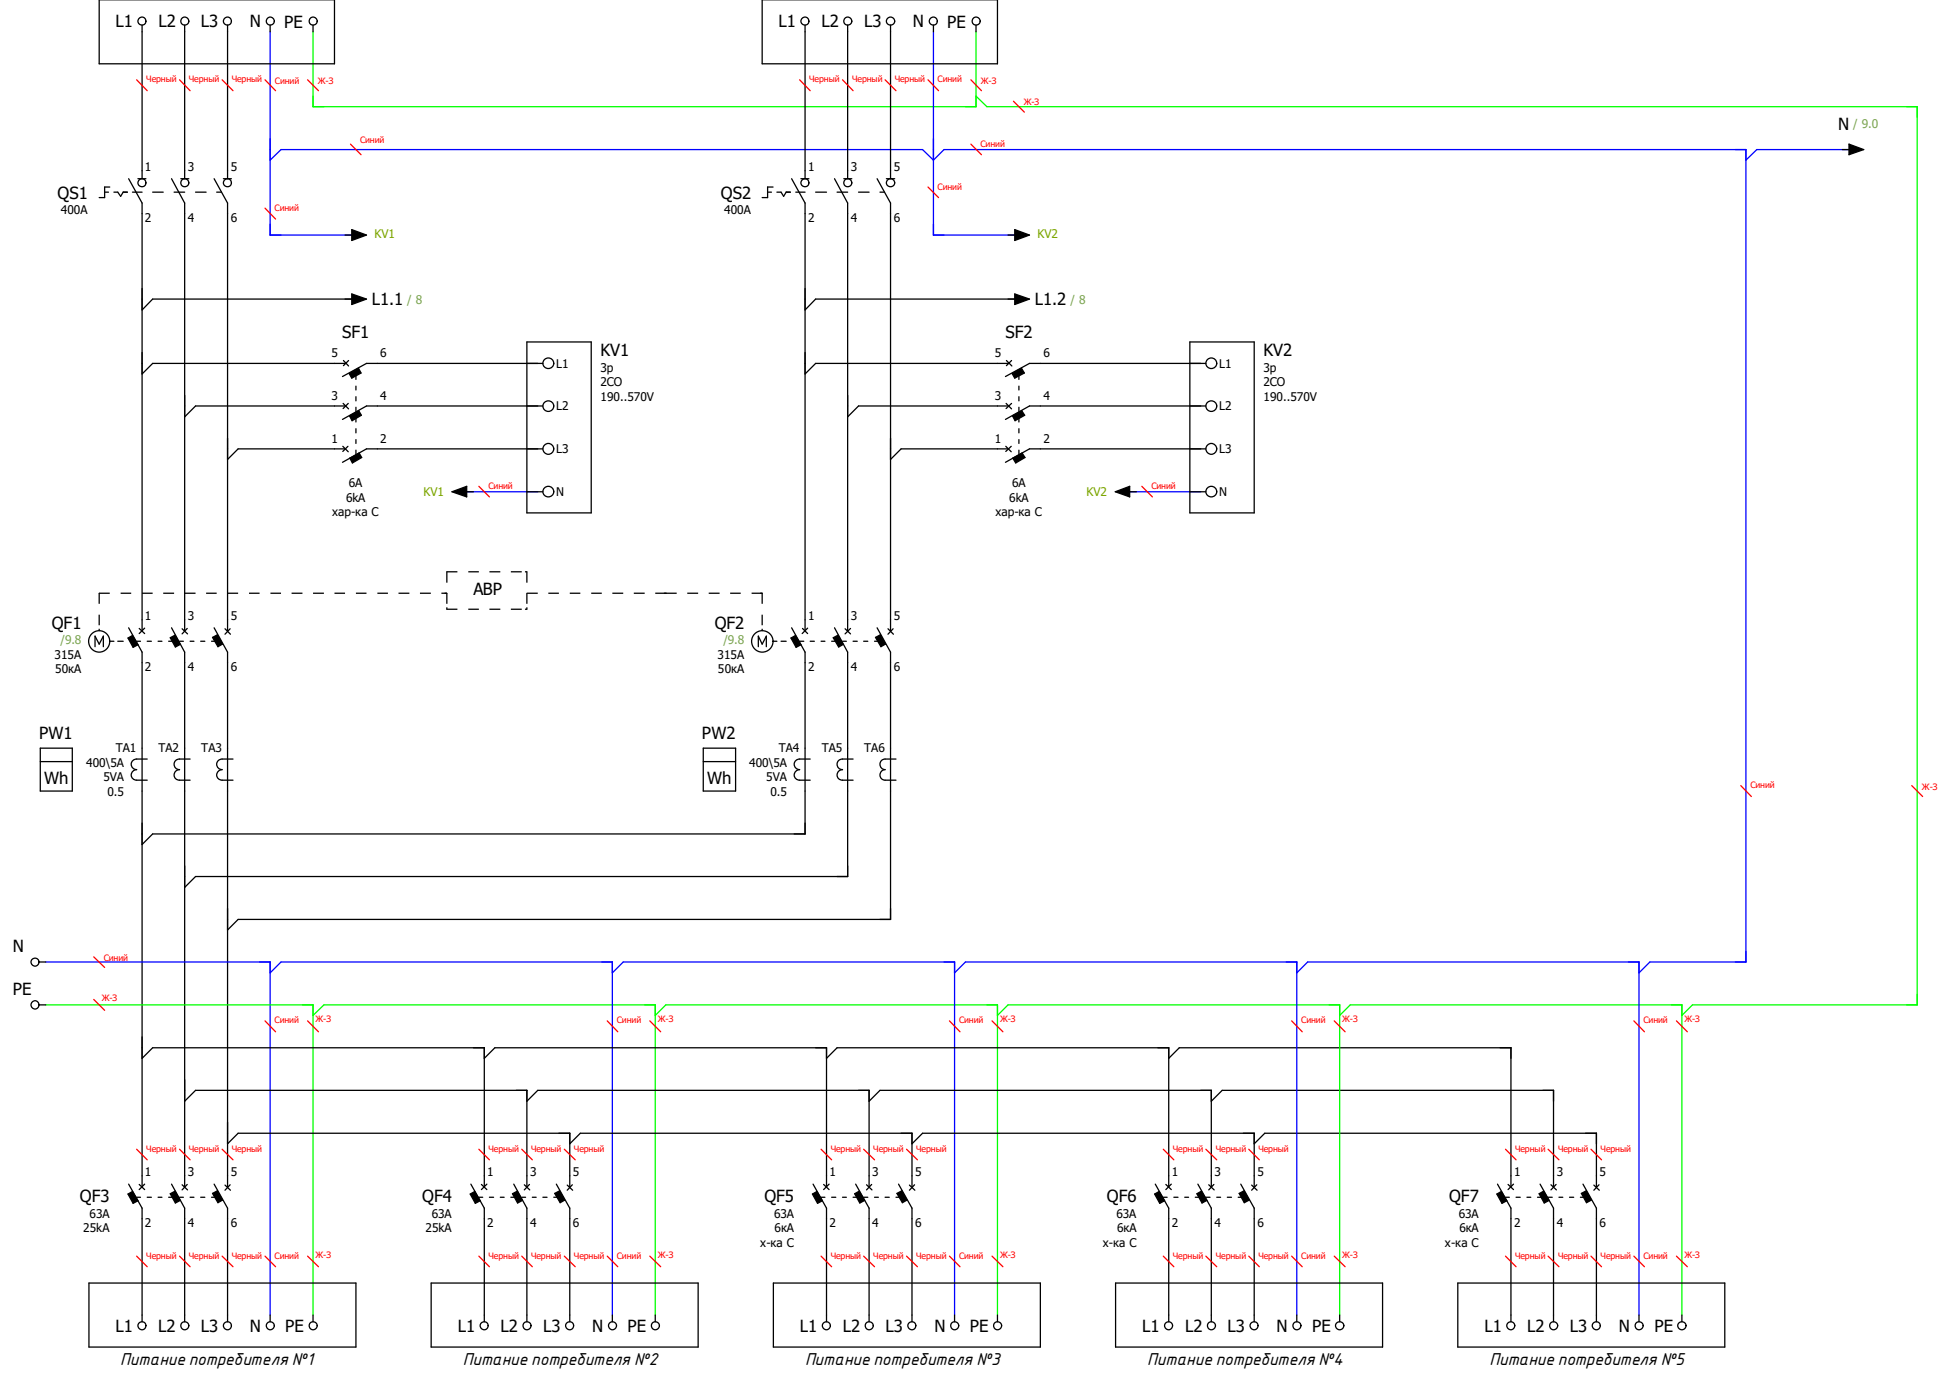 L1 L2 L3 N PE L1 L2 L3 N PE
Черный Черный Черный Синий Ж-З Черный Черный Черный Синий Ж-З
Ж-З
N / 9.0
Синий Синий
1 3 5 1 3 5
QS1 QS2 Синий
400A 400A
2 4 6 Синий 2 4 6
KV1 KV2
L1.1 / 8 L1.2 / 8
SF1 SF2
5 6 KV1 5 6 KV2
L1 3p L1 3p
2CO 2CO
3 4 190..570V 3 4 190..570V
L2 L2
1 2 1 2
L3 L3
6A 6A
KV1 Синий N KV2 Синий N
6kA 6kA
хар-ка С хар-ка С
АВР
1 3 5 1 3 5
QF1 QF2
/9.8 M /9.8 M
315A 315A
50кА 50кА
2 4 6 2 4 6
PW1 PW2
TA1 TA2 TA3 TA4 TA5 TA6
400\5A 400\5A
Wh 5VA Wh 5VA
0.5 0.5
Синий Ж-З
N
Синий
PE
Ж-З
Синий Ж-З Синий Ж-З Синий Ж-З Синий Ж-З Синий Ж-З
Черный Черный Черный Черный Черный Черный Черный Черный Черный Черный Черный Черный Черный Черный Черный
1 3 5 1 3 5 1 3 5 1 3 5 1 3 5
QF3 QF4 QF5 QF6 QF7
63A 63A 63A 63A 63A
25kA 25kA 6кА 6кА 6кА
х-ка С х-ка С х-ка С
2 4 6 2 4 6 2 4 6 2 4 6 2 4 6
Черный Черный Черный Синий Ж-З Черный Черный Черный Синий Ж-З Черный Черный Черный Синий Ж-З Черный Черный Черный Синий Ж-З Черный Черный Черный Синий Ж-З
L1 L2 L3 N PE L1 L2 L3 N PE L1 L2 L3 N PE L1 L2 L3 N PE L1 L2 L3 N PE
Питание потребителя №1 Питание потребителя №2 Питание потребителя №3 Питание потребителя №4 Питание потребителя №5